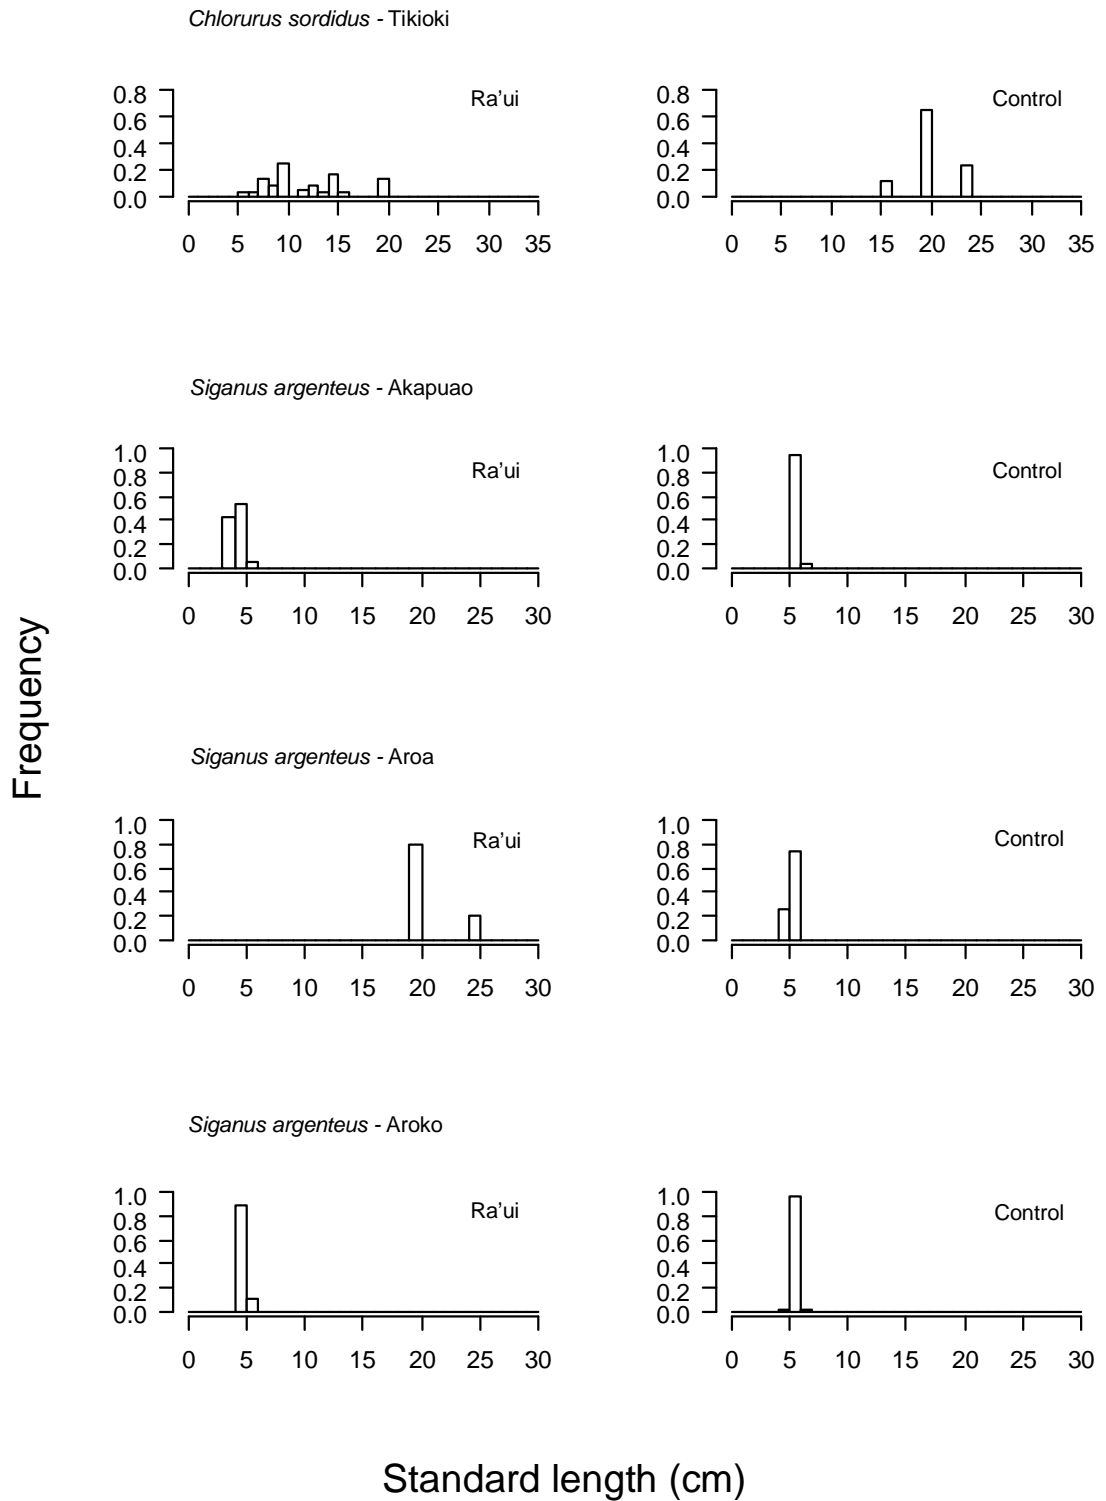 Chlorurus sordidus - Tikioki
Ra'ui
0.8
0.6
0.4
0.2
0.0
0 5 10 15 20 25 30 35
Control
0.8
0.6
0.4
0.2
0.0
0 5 10 15 20 25 30 35
Siganus argenteus - Akapuao
Ra'ui
1.0
0.8
0.6
0.4
0.2
0.0
0 5 10 15 20 25 30
Control
1.0
0.8
0.6
0.4
0.2
0.0
0 5 10 15 20 25 30
Frequency
Siganus argenteus - Aroa
Ra'ui
1.0
0.8
0.6
0.4
0.2
0.0
0 5 10 15 20 25 30
Control
1.0
0.8
0.6
0.4
0.2
0.0
0 5 10 15 20 25 30
Siganus argenteus - Aroko
Ra'ui
1.0
0.8
0.6
0.4
0.2
0.0
0 5 10 15 20 25 30
Control
1.0
0.8
0.6
0.4
0.2
0.0
0 5 10 15 20 25 30
Standard length (cm)